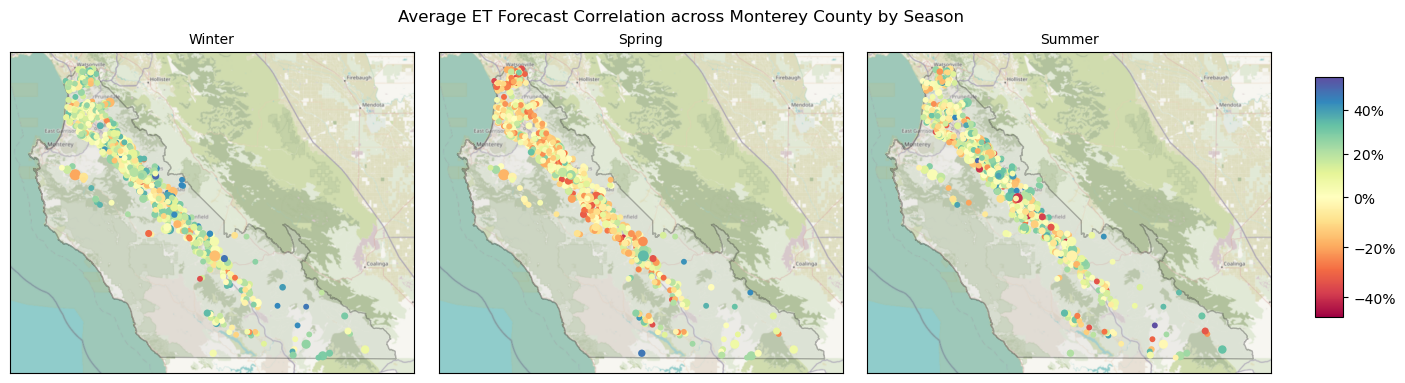 Average ET Forecast Correlation across Monterey County by Season
Winter
Spring
Summer
Watsonville
Hollister
Firebaugh
Mendota
Monterey
Coalinga
Watsonville
Hollister
Firebaugh
Mendota
Monterey
Coalinga
Watsonville
Hollister
Firebaugh
Mendota
Monterey
Coalinga
40%
20%
0%
−20%
−40%